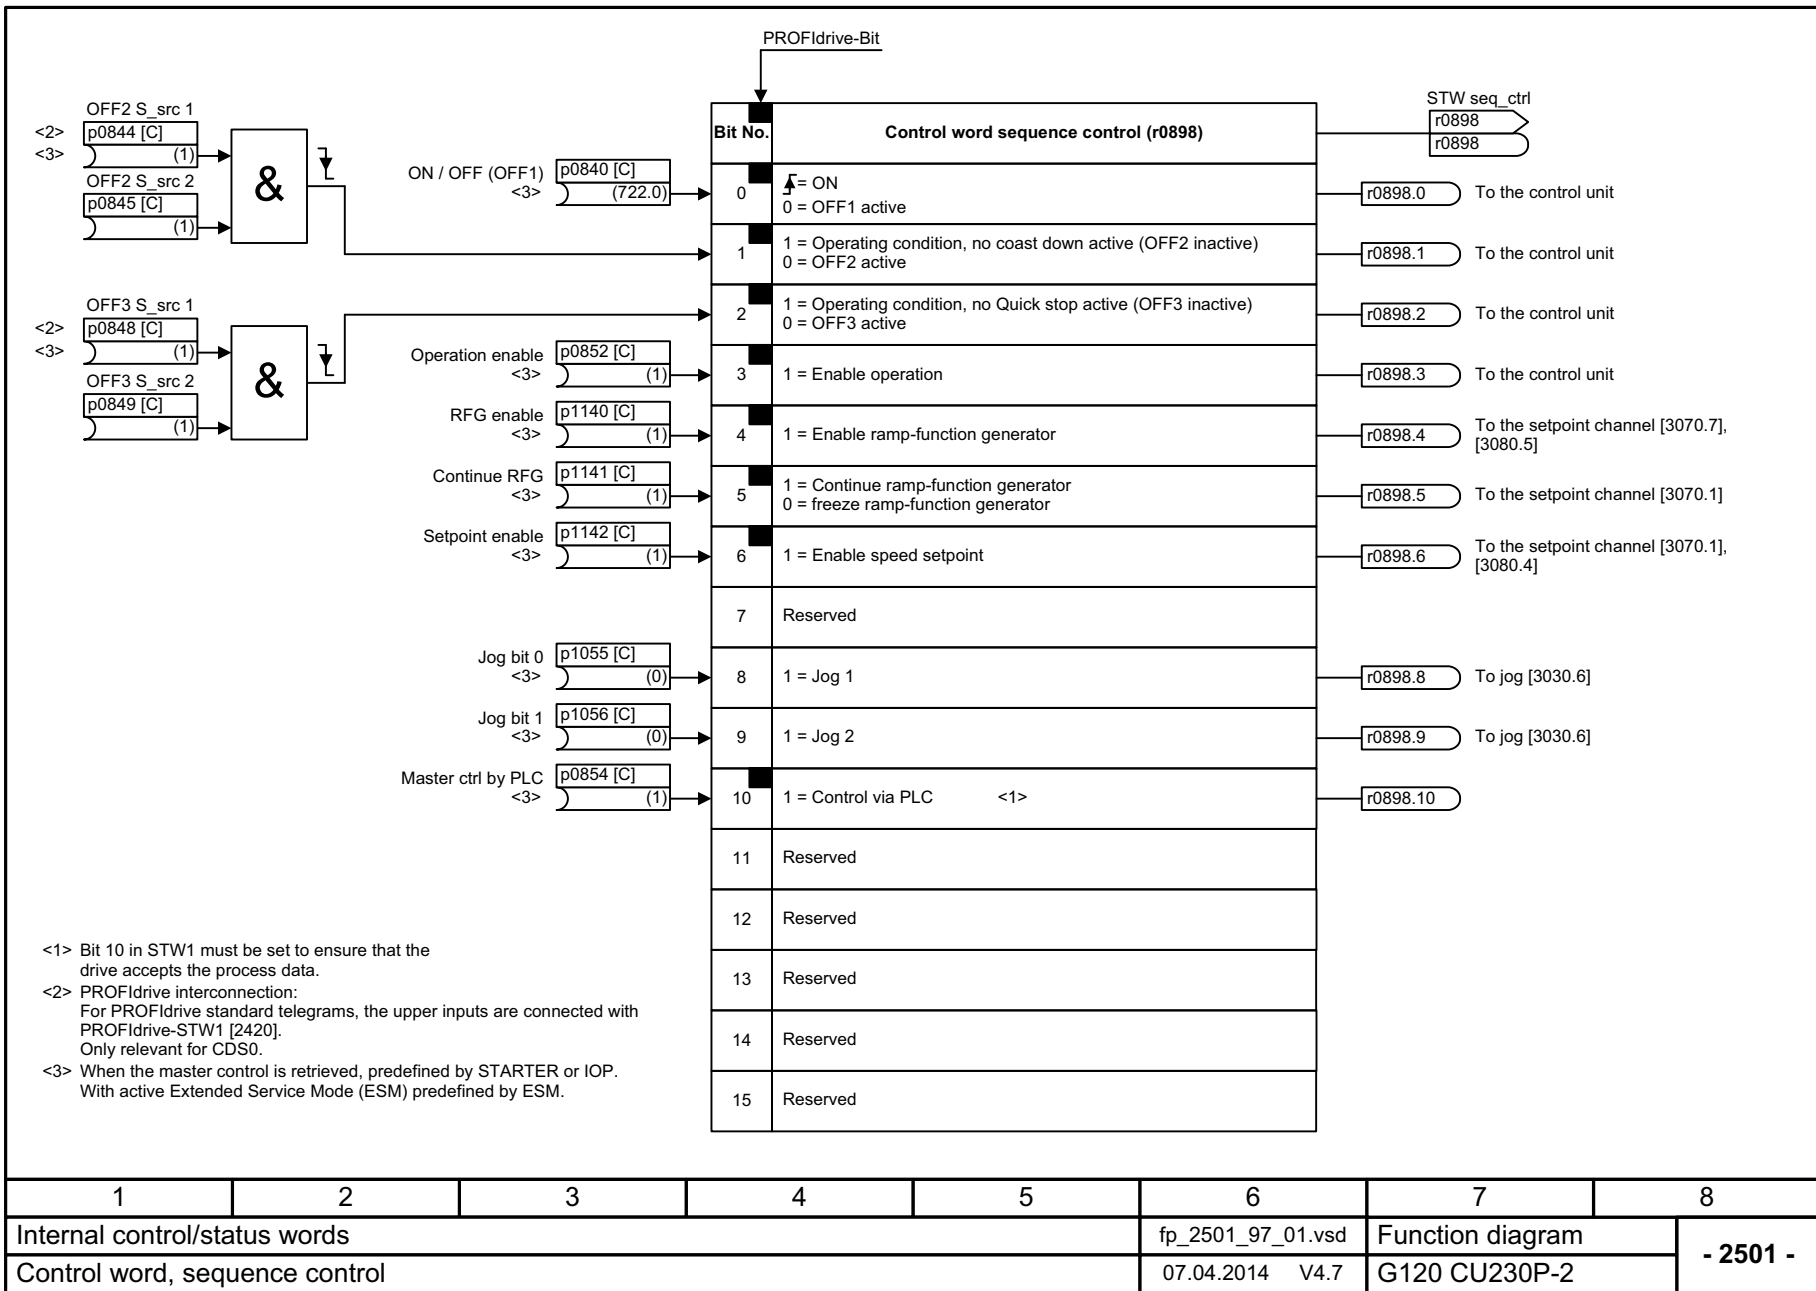 PROFIdrive-Bit
OFF2 S_src 1
<2> p0844 [C]
<3> (1)
OFF2 S_src 2
p0845 [C]
(1)
&
OFF3 S_src 1
<2> p0848 [C]
<3> (1)
OFF3 S_src 2
p0849 [C]
(1)
&
Bit No. Control word sequence control (r0898)
STW seq_ctrl
r0898
r0898
ON / OFF (OFF1) p0840 [C]
<3> (722.0)
0 = ON
0 = OFF1 active
r0898.0 To the control unit
1 1 = Operating condition, no coast down active (OFF2 inactive)
0 = OFF2 active
r0898.1 To the control unit
2 1 = Operating condition, no Quick stop active (OFF3 inactive)
0 = OFF3 active
r0898.2 To the control unit
Operation enable p0852 [C]
<3> (1)
3 1 = Enable operation
r0898.3 To the control unit
RFG enable p1140 [C]
<3> (1)
4 1 = Enable ramp-function generator
r0898.4 To the setpoint channel [3070.7],
[3080.5]
Continue RFG p1141 [C]
<3> (1)
5 1 = Continue ramp-function generator
0 = freeze ramp-function generator
r0898.5 To the setpoint channel [3070.1]
Setpoint enable p1142 [C]
<3> (1)
6 1 = Enable speed setpoint
r0898.6 To the setpoint channel [3070.1],
[3080.4]
7 Reserved
Jog bit 0 p1055 [C]
<3> (0)
8 1 = Jog 1
r0898.8 To jog [3030.6]
Jog bit 1 p1056 [C]
<3> (0)
9 1 = Jog 2
r0898.9 To jog [3030.6]
Master ctrl by PLC p0854 [C]
<3> (1)
10 1 = Control via PLC <1>
r0898.10
11 Reserved
12 Reserved
13 Reserved
14 Reserved
15 Reserved
<1> Bit 10 in STW1 must be set to ensure that the
drive accepts the process data.
<2> PROFIdrive interconnection:
For PROFIdrive standard telegrams, the upper inputs are connected with
PROFIdrive-STW1 [2420].
Only relevant for CDS0.
<3> When the master control is retrieved, predefined by STARTER or IOP.
With active Extended Service Mode (ESM) predefined by ESM.
1 2 3 4 5 6 7 8
Internal control/status words fp_2501_97_01.vsd Function diagram
- 2501 -
Control word, sequence control 07.04.2014 V4.7 G120 CU230P-2